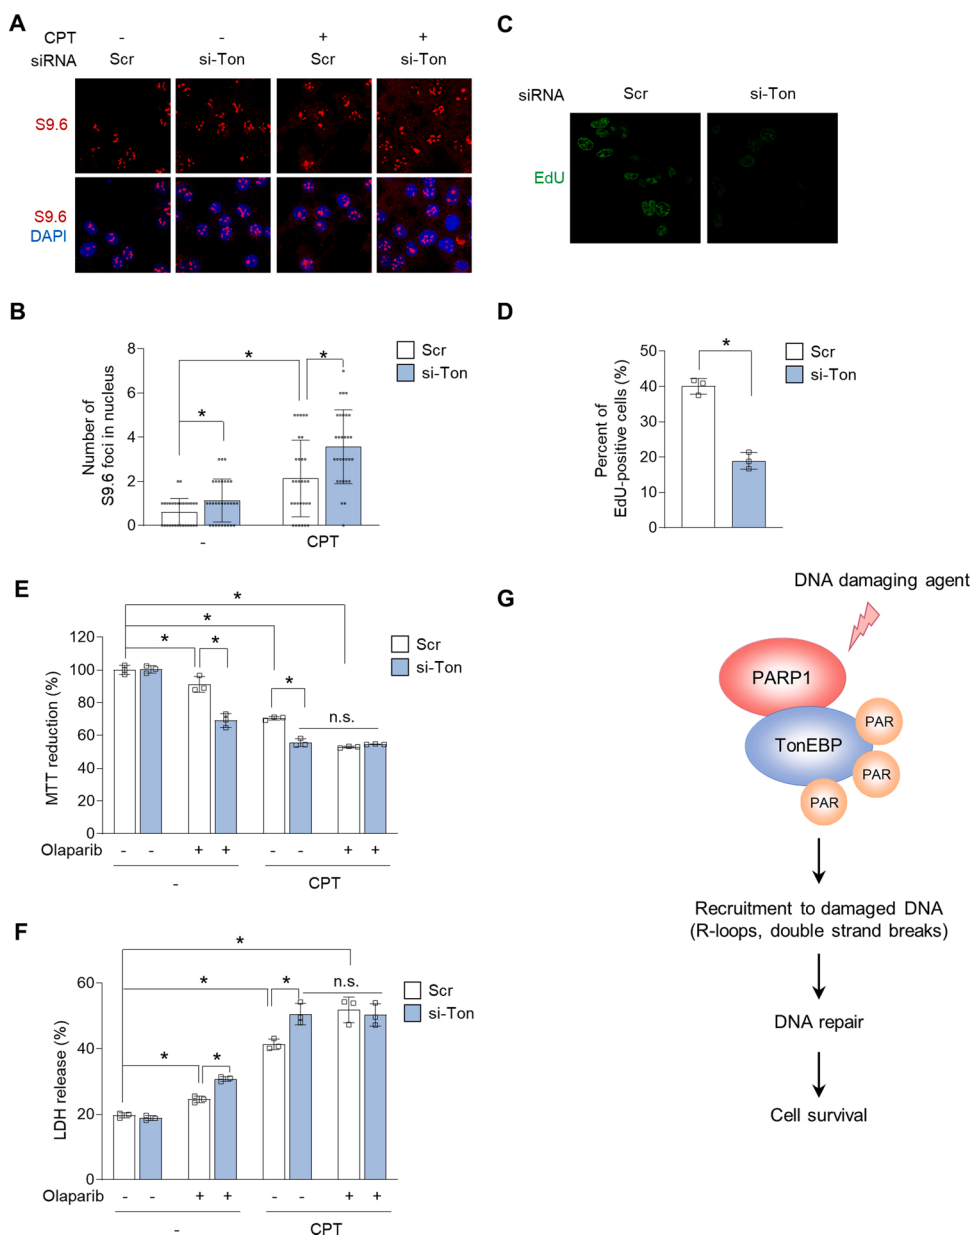 A
CPT - - + +
siRNA Scr si-Ton Scr si-Ton
S9.6
S9.6
DAPI
C
siRNA Scr si-Ton
EdU
B
Number of
S9.6 foci in nucleus
8
6
4
2
0
* * *
- CPT
Scr
si-Ton
D
Percent of
EdU-positive cells (%)
50
40
30
20
10
0
*
Scr
si-Ton
E
MTT reduction (%)
120
100
80
60
40
20
0
*
*
* *
*
n.s.
Scr
si-Ton
Olaparib - - + + - - + +
- CPT
F
LDH release (%)
60
40
20
0
*
* * n.s.
* *
Scr
si-Ton
Olaparib - - + + - - + +
- CPT
G
DNA damaging agent
PARP1
TonEBP
PAR
PAR
PAR
Recruitment to damaged DNA
(R-loops, double strand breaks)
DNA repair
Cell survival